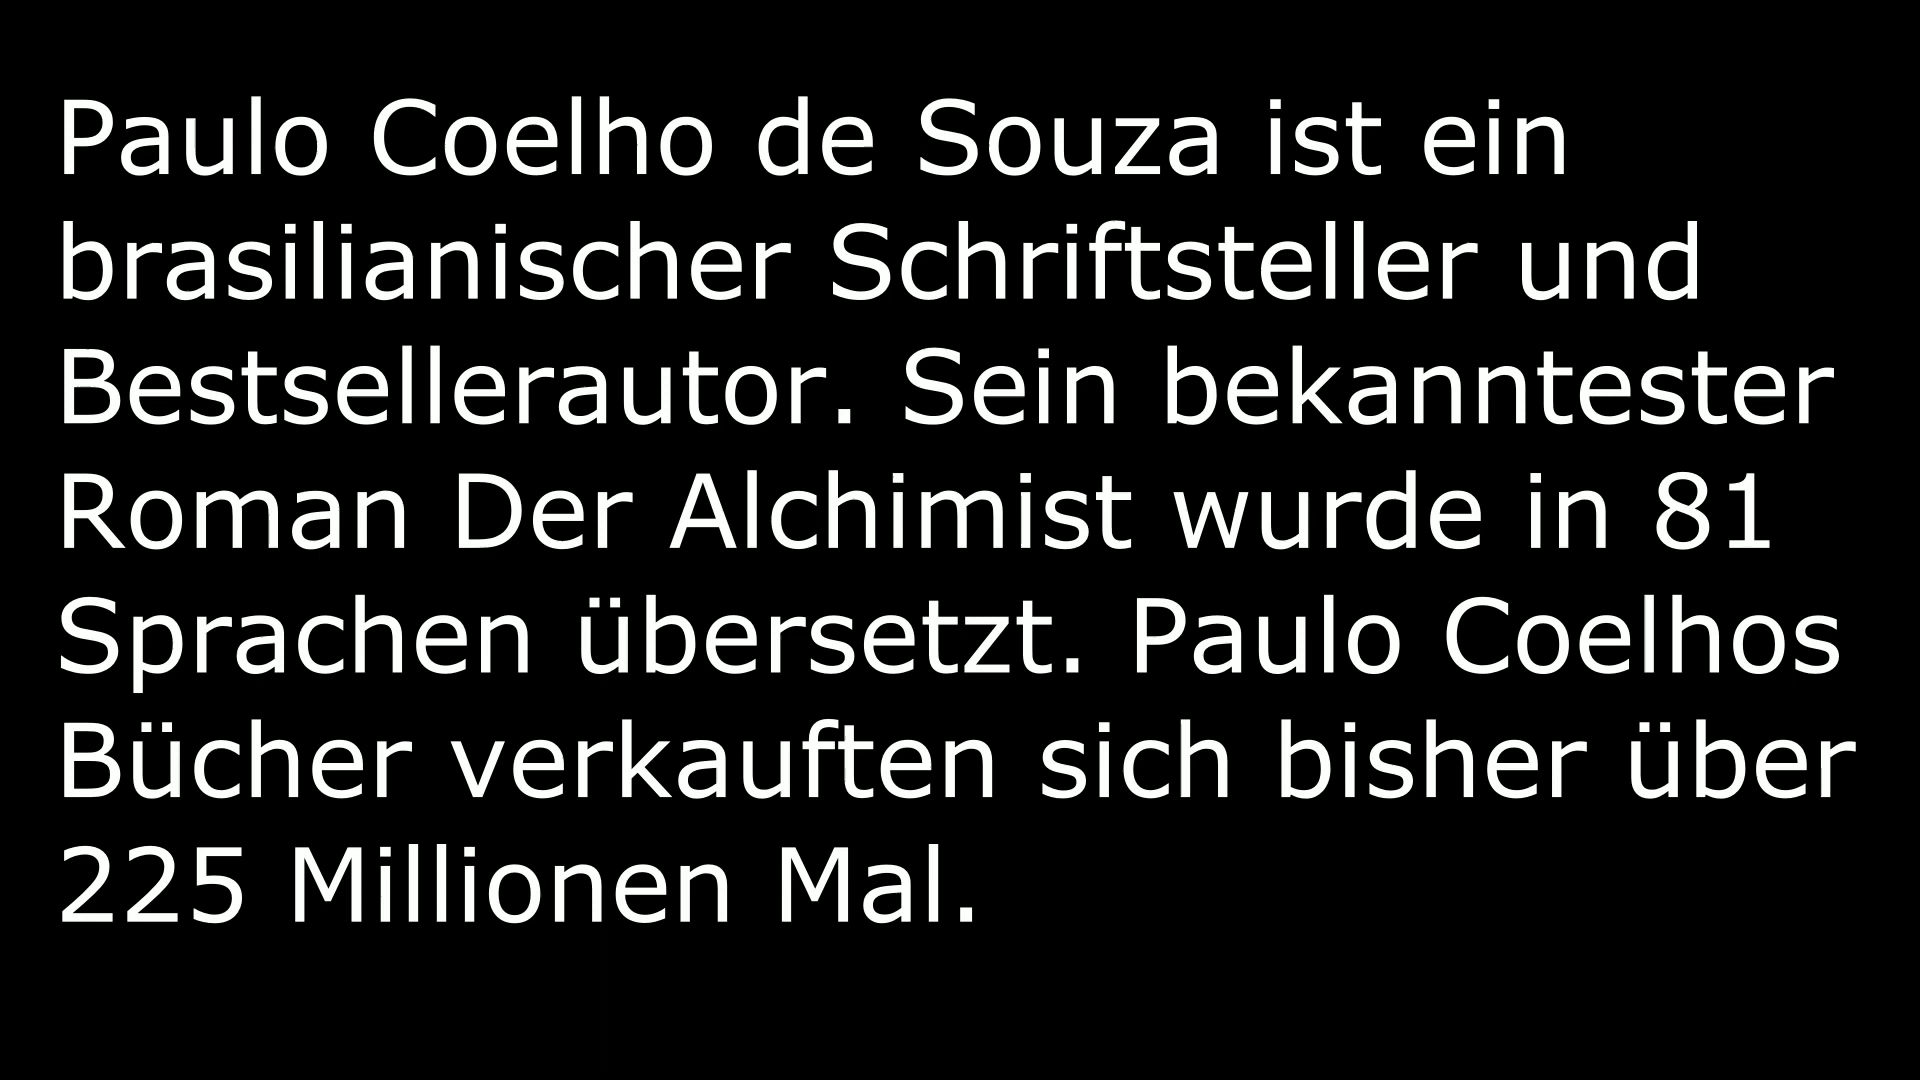 Paulo Coelho de Souza ist ein
brasilianischer Schriftsteller und
Bestsellerautor. Sein bekanntester
Roman Der Alchimist wurde in 81
Sprachen übersetzt. Paulo Coelhos
Bücher verkauften sich bisher über
225 Millionen Mal.